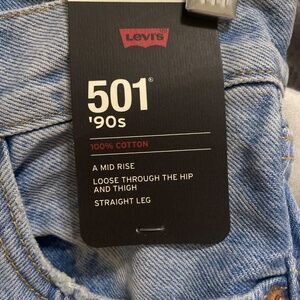 LEVI'S
501®
'90s
100% COTTON
A MID RISE
LOOSE THROUGH THE HIP
AND THIGH
STRAIGHT LEG